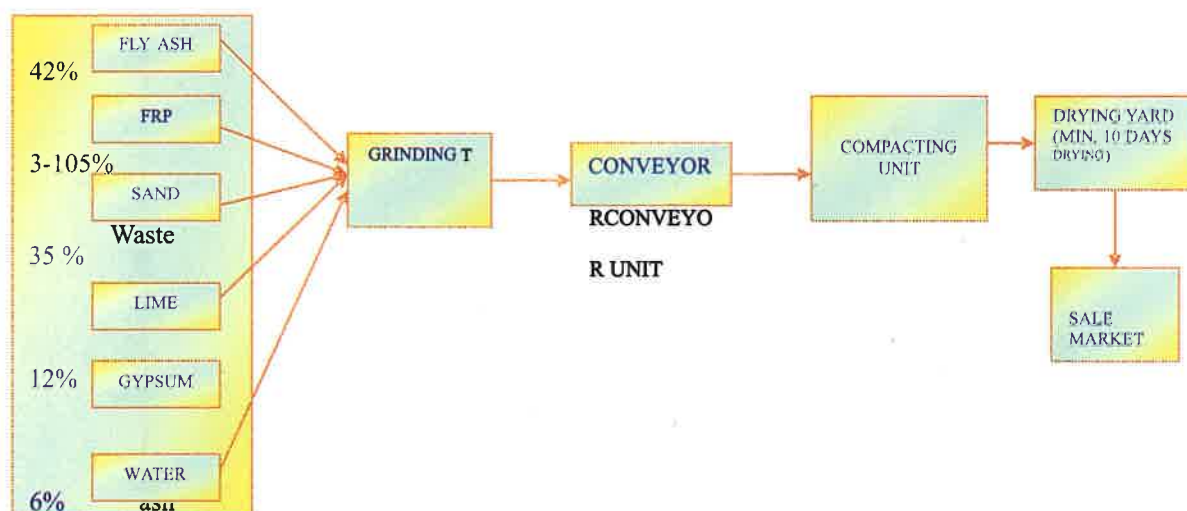 FLY ASH
42%
FRP
3-105%
SAND
Waste
35 %
LIME
12%
GYPSUM
WATER
6%
ash
GRINDING T
CONVEYOR
RCONVEYO
R UNIT
COMPACTING
UNIT
DRYING YARD
(MIN, 10 DAYS
DRYING)
SALE
MARKET